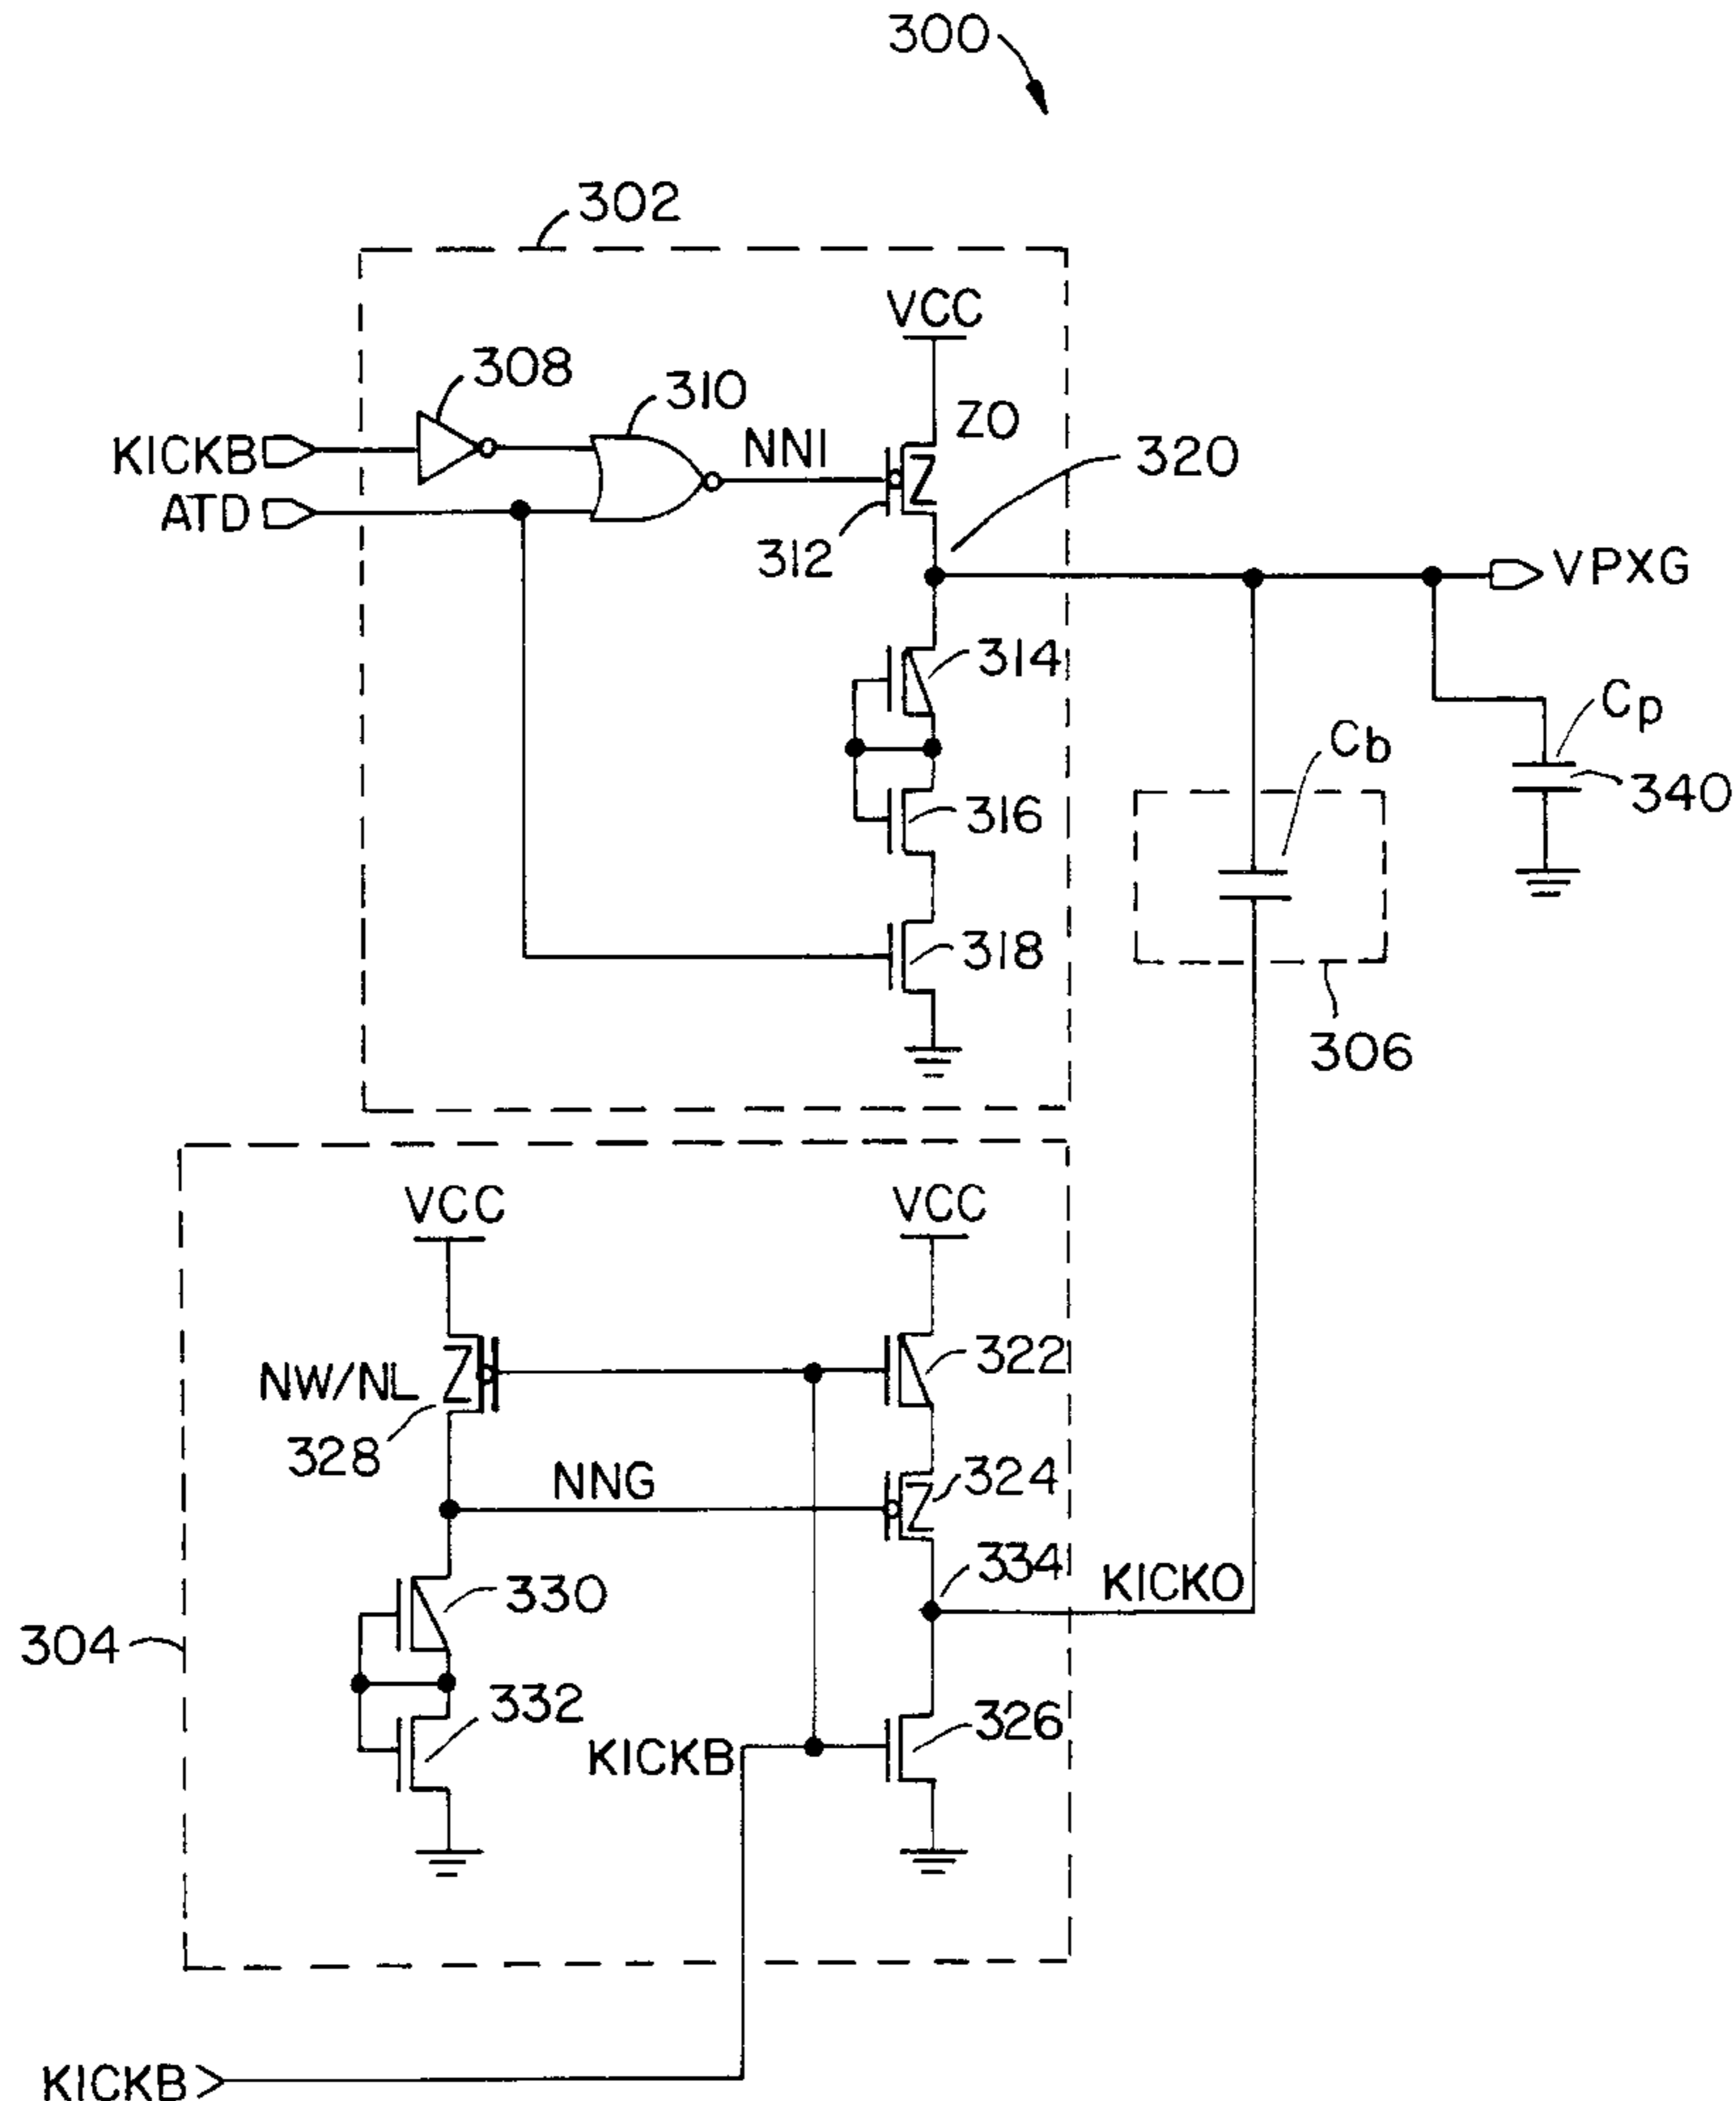 300
302
VCC
308
310
KICKB
NNI
ZO
320
ATD
Z
312
VPXG
314
Cp
Cb
340
316
318
306
VCC
VCC
322
NW/NL
Z
328
NNG
324
Z
334
KICKO
330
304
332
326
KICKB
KICKB